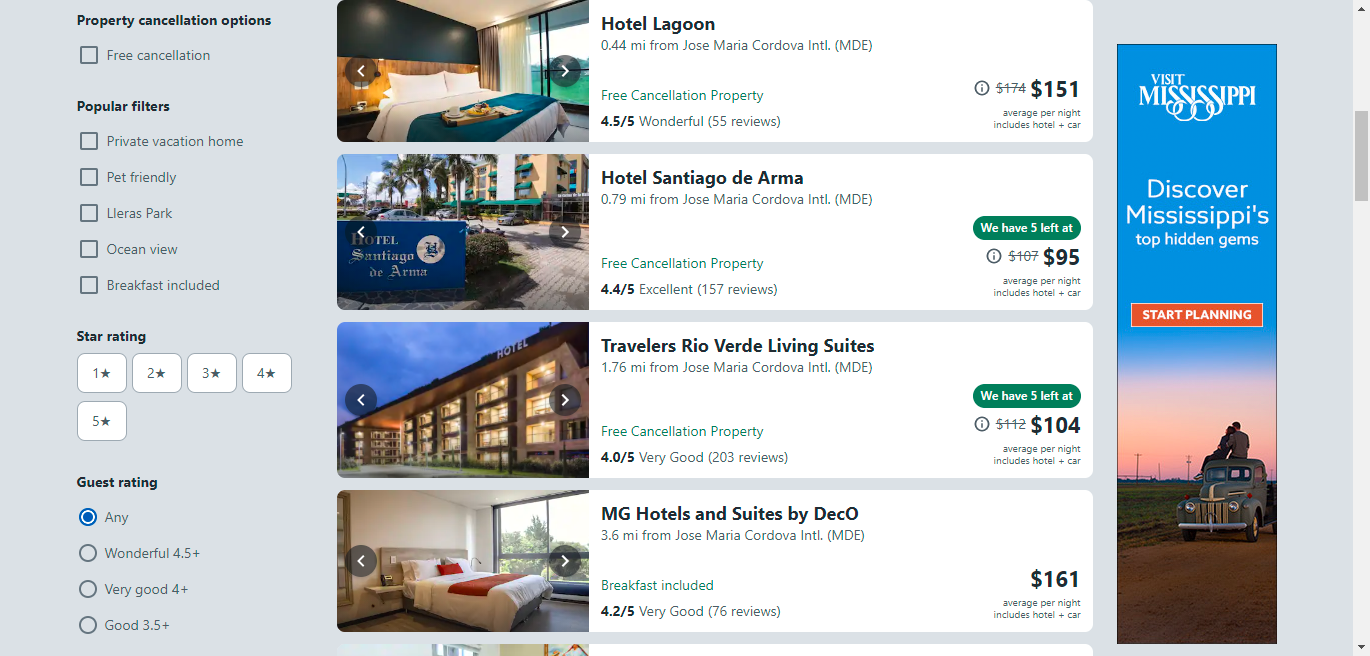 Property cancellation options
Free cancellation
Popular filters
Private vacation home
Pet friendly
Lleras Park
Ocean view
Breakfast included
Star rating
1★ 2★ 3★ 4★
5★
Guest rating
Any
Wonderful 4.5+
Very good 4+
Good 3.5+
Hotel Lagoon
0.44 mi from Jose Maria Cordova Intl. (MDE)
Free Cancellation Property
4.5/5 Wonderful (55 reviews)
$174 $151
average per night
includes hotel + car
HOTEL
Santiago
de Arma
Hotel Santiago de Arma
0.79 mi from Jose Maria Cordova Intl. (MDE)
We have 5 left at
Free Cancellation Property
4.4/5 Excellent (157 reviews)
$107 $95
average per night
includes hotel + car
HOTEL
Travelers Rio Verde Living Suites
1.76 mi from Jose Maria Cordova Intl. (MDE)
We have 5 left at
Free Cancellation Property
4.0/5 Very Good (203 reviews)
$112 $104
average per night
includes hotel + car
MG Hotels and Suites by DecO
3.6 mi from Jose Maria Cordova Intl. (MDE)
Breakfast included
4.2/5 Very Good (76 reviews)
$161
average per night
includes hotel + car
VISIT
MISSISSIPPI
Discover
Mississippi's
top hidden gems
START PLANNING